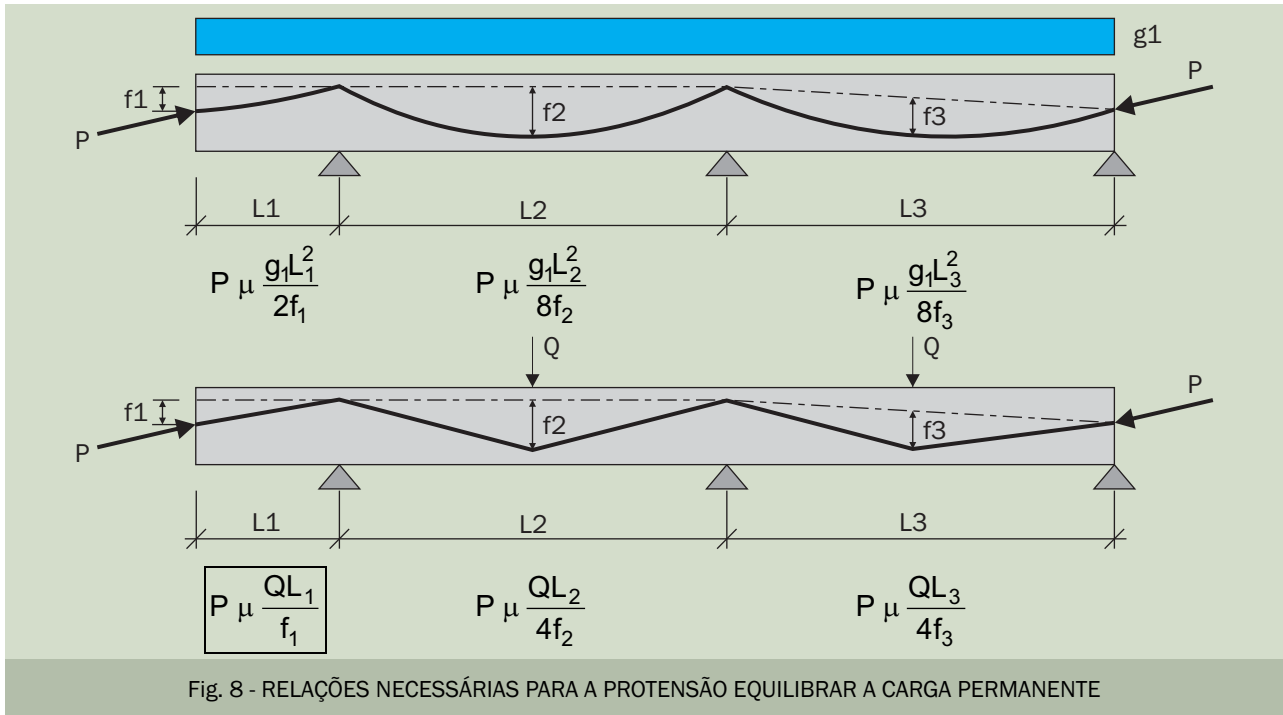 g1
P
f1
f2
f3
P
L1 L2 L3
P μ g₁L₁²/2f₁ P μ g₁L₂²/8f₂ P μ g₁L₃²/8f₃
Q Q
P
f1
f2
f3
P
L1 L2 L3
P μ QL₁/f₁ P μ QL₂/4f₂ P μ QL₃/4f₃
Fig. 8 - RELAÇÕES NECESSÁRIAS PARA A PROTENSÃO EQUILIBRAR A CARGA PERMANENTE